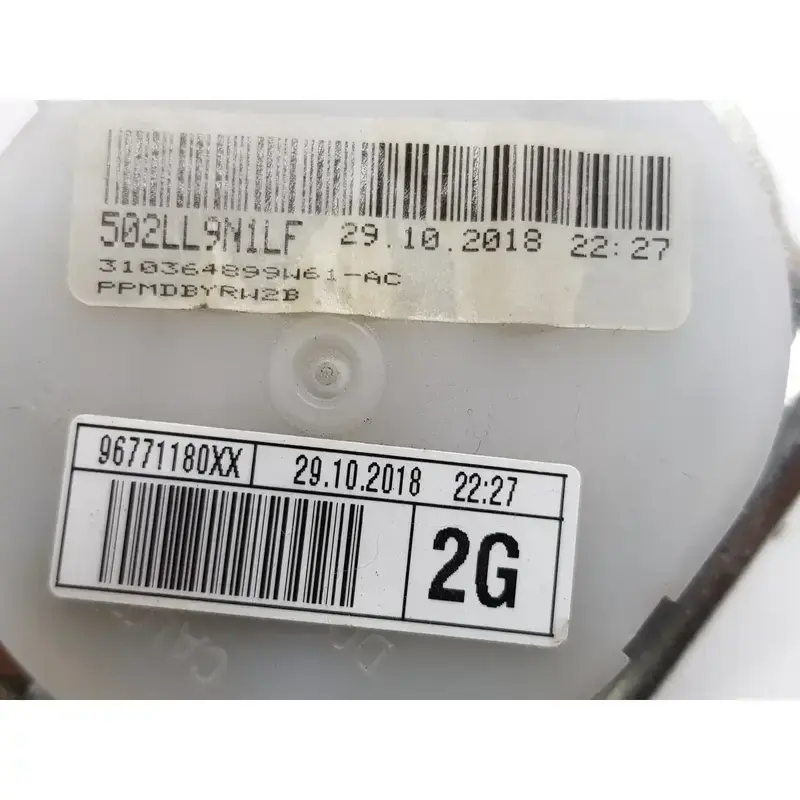 502LL9N1LF 29.10.2018 22:27
310364899W61-AC
PPMDBYRW2B
96771180XX 29.10.2018 22:27
2G